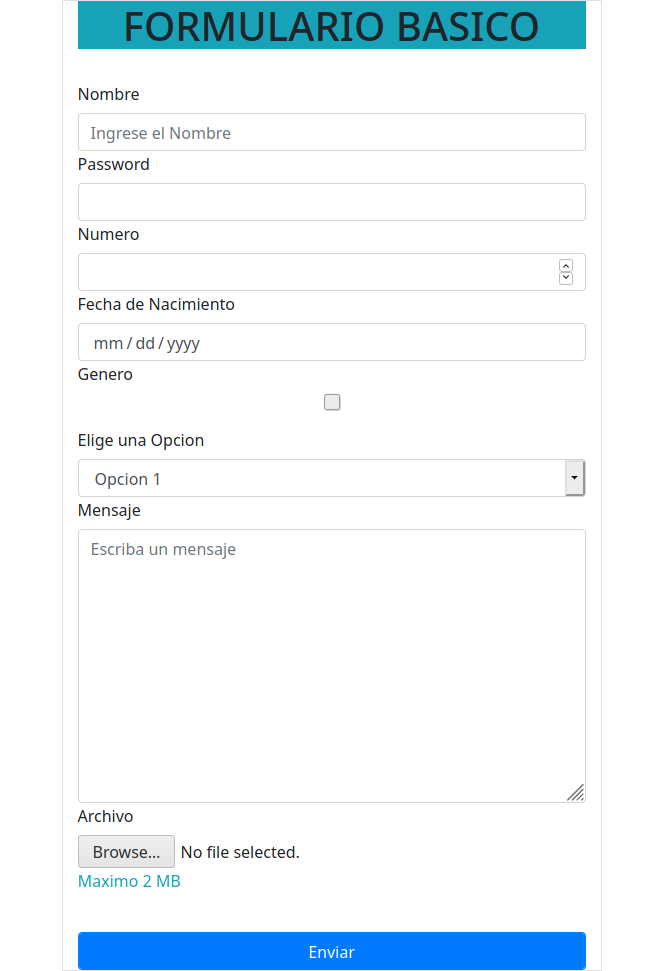 FORMULARIO BASICO
Nombre
Ingrese el Nombre
Password
Numero
Fecha de Nacimiento
mm / dd / yyyy
Genero
Elige una Opcion
Opcion 1
Mensaje
Escriba un mensaje
Archivo
Browse... No file selected.
Maximo 2 MB
Enviar